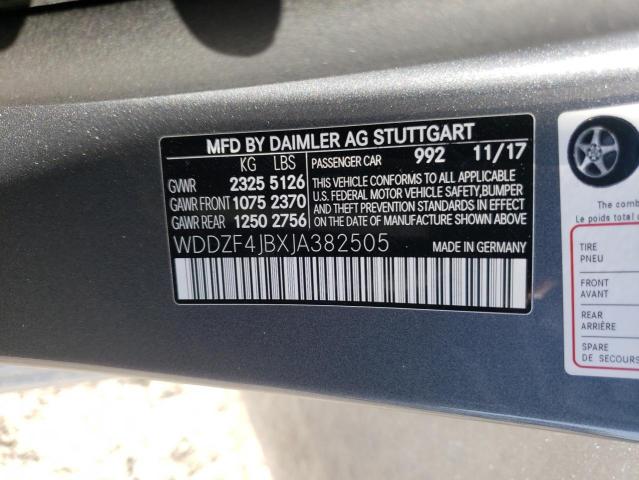 MFD BY DAIMLER AG STUTTGART
KG LBS PASSENGER CAR 992 11/17
GVWR 2325 5126
GAWR FRONT 1075 2370
GAWR REAR 1250 2756
THIS VEHICLE CONFORMS TO ALL APPLICABLE
U.S. FEDERAL MOTOR VEHICLE SAFETY, BUMPER
AND THEFT PREVENTION STANDARDS IN EFFECT
ON THE DATE OF MANUFACTURE SHOWN ABOVE
WDDZF4JBXJA382505
MADE IN GERMANY
The comb
Le poids total
TIRE
PNEU
FRONT
AVANT
REAR
ARRIÈRE
SPARE
DE SECOURS